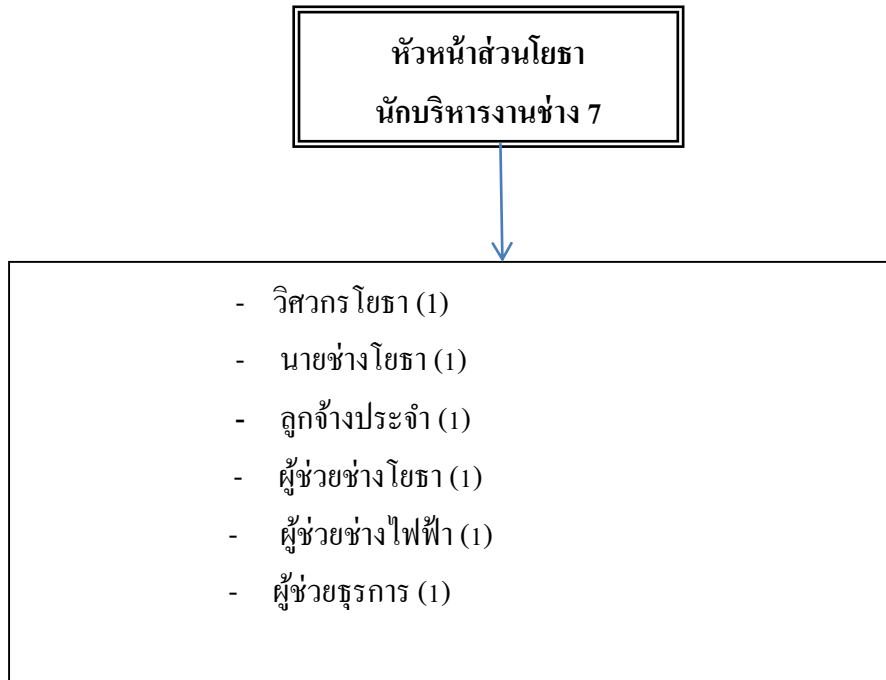 หัวหน้าส่วนโยธา
นักบริหารงานช่าง 7
- วิศวกรโยธา (1)
- นายช่างโยธา (1)
- ลูกจ้างประจำ (1)
- ผู้ช่วยช่างโยธา (1)
- ผู้ช่วยช่างไฟฟ้า (1)
- ผู้ช่วยธุรการ (1)